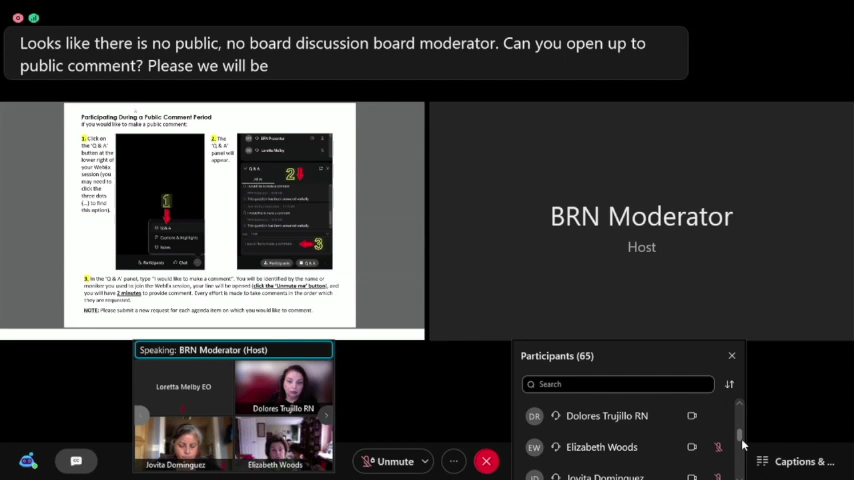 Looks like there is no public, no board discussion board moderator. Can you open up to
public comment? Please we will be
Participating During a Public Comment Period
If you would like to make a public comment:
1. Click on
the 'Q & A'
button at the
lower right of
your WebEx
session (you
may need to
click the
three dots
(...) to find
this option).
1
Participants
Chat
2. The
'Q & A'
panel will
appear.
BRN Presenter
Loretta Melby
Q & A
2
3
Participants
Q & A
3. In the 'Q & A' panel, type "I would like to make a comment". You will be identified by the name or
moniker you used to join the WebEx session, your line will be opened (click the 'Unmute me' button), and
you will have 2 minutes to provide comment. Every effort is made to take comments in the order which
they are requested.
NOTE: Please submit a new request for each agenda item on which you would like to comment.
BRN Moderator
Host
Speaking: BRN Moderator (Host)
Loretta Melby EO
Dolores Trujillo RN
Jovita Dominguez
Elizabeth Woods
Participants (65)
Search
DR Dolores Trujillo RN
EW Elizabeth Woods
Jovita Dominguez
Unmute
Captions & ...